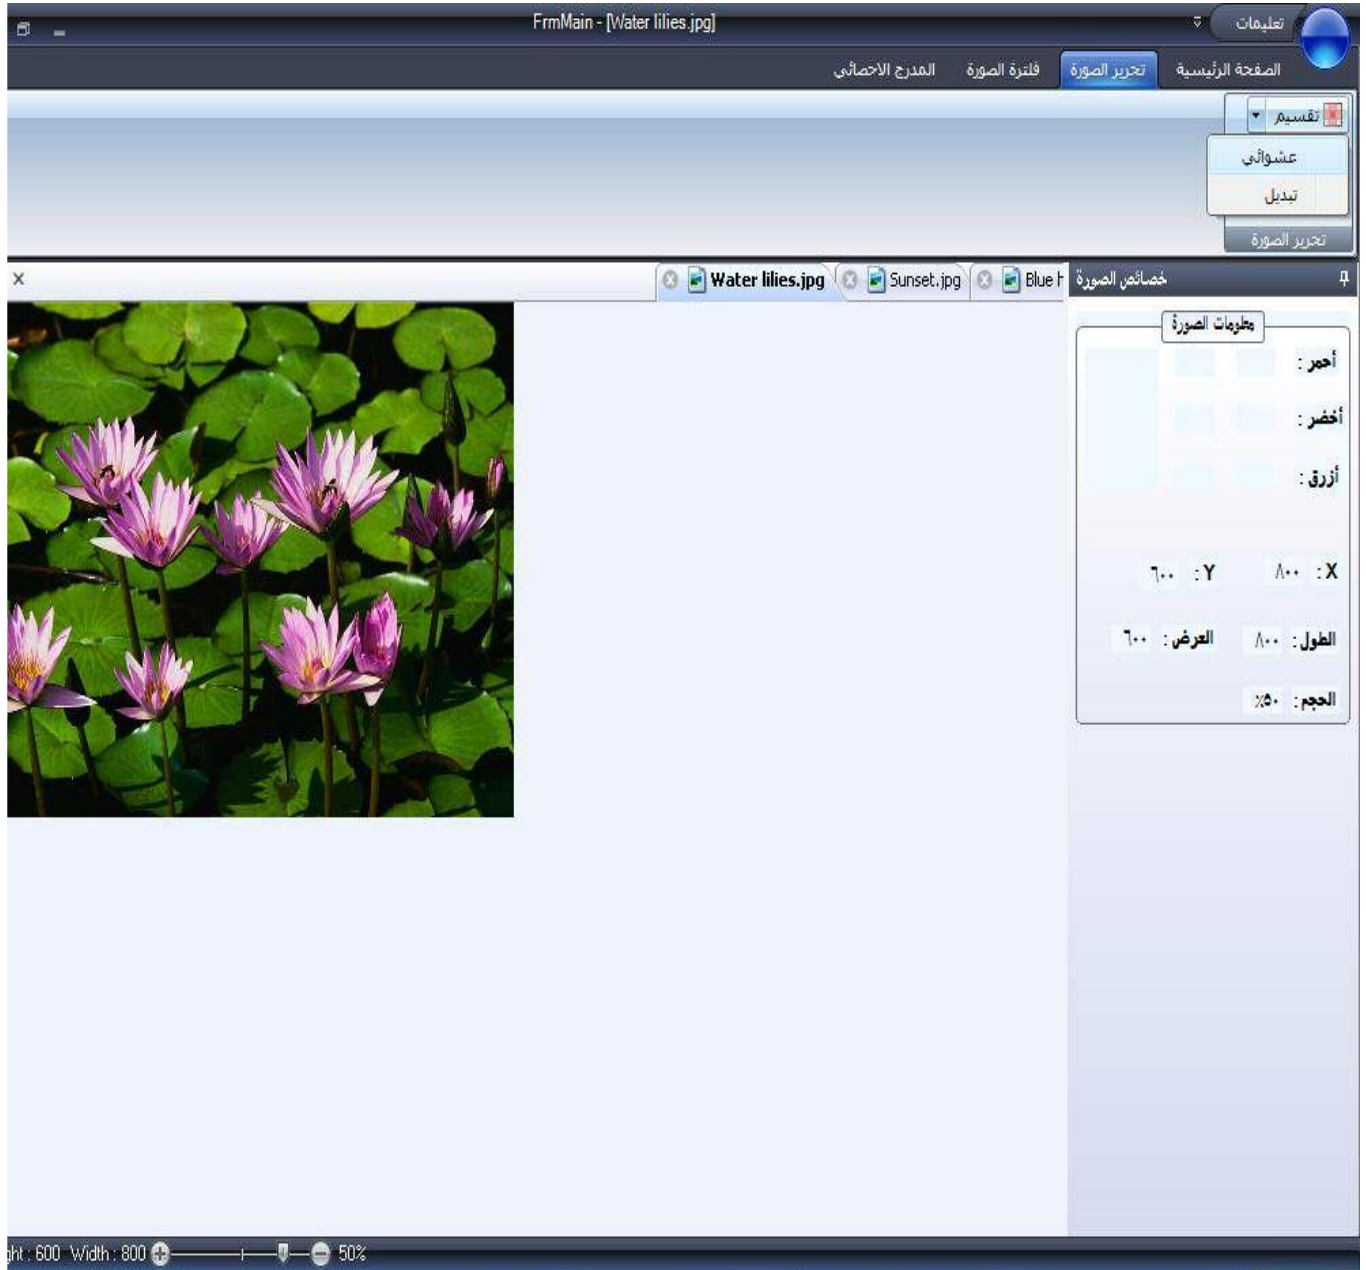 تعليمات
FrmMain - [Water lilies.jpg]
الصفحة الرئيسية تحرير الصورة فلترة الصورة المدرج الاحصائي
تقسيم
عشوائي
تبديل
تحرير الصورة
خصائص الصورة
Water lilies.jpg Sunset.jpg Blue h
معلومات الصورة
أحمر :
أخضر :
أزرق :
X : ٨٠٠ Y : ٦٠٠
الطول : ٨٠٠ العرض : ٦٠٠
الحجم : ٥٠٪
ght : 600 Width : 800 50%